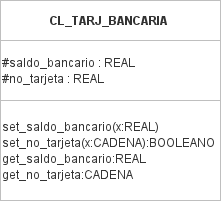 CL_TARJ_BANCARIA
#saldo_bancario : REAL
#no_tarjeta : REAL
set_saldo_bancario(x:REAL)
set_no_tarjeta(x:CADENA):BOOLEANO
get_saldo_bancario:REAL
get_no_tarjeta:CADENA